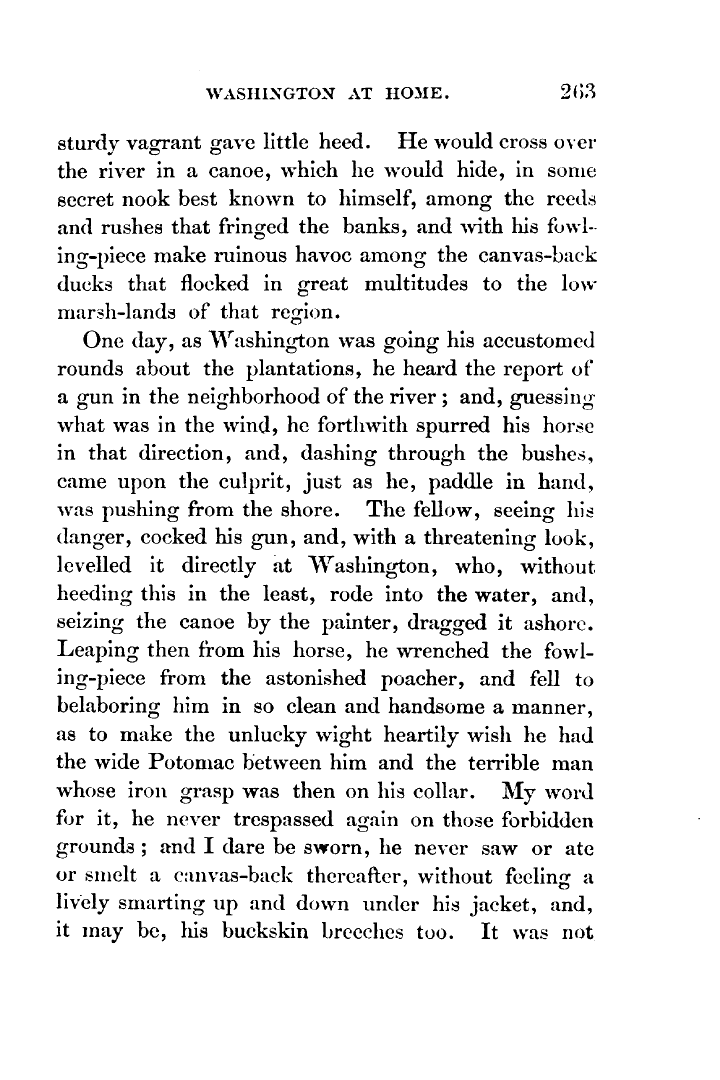 WASHINGTON AT HOME. 263
sturdy vagrant gave little heed. He would cross over
the river in a canoe, which he would hide, in some
secret nook best known to himself, among the reeds
and rushes that fringed the banks, and with his fowl-
ing-piece make ruinous havoc among the canvas-back
ducks that flocked in great multitudes to the low
marsh-lands of that region.
One day, as Washington was going his accustomed
rounds about the plantations, he heard the report of
a gun in the neighborhood of the river; and, guessing
what was in the wind, he forthwith spurred his horse
in that direction, and, dashing through the bushes,
came upon the culprit, just as he, paddle in hand,
was pushing from the shore. The fellow, seeing his
danger, cocked his gun, and, with a threatening look,
levelled it directly at Washington, who, without
heeding this in the least, rode into the water, and,
seizing the canoe by the painter, dragged it ashore.
Leaping then from his horse, he wrenched the fowl-
ing-piece from the astonished poacher, and fell to
belaboring him in so clean and handsome a manner,
as to make the unlucky wight heartily wish he had
the wide Potomac between him and the terrible man
whose iron grasp was then on his collar. My word
for it, he never trespassed again on those forbidden
grounds; and I dare be sworn, he never saw or ate
or smelt a canvas-back thereafter, without feeling a
lively smarting up and down under his jacket, and,
it may be, his buckskin breeches too. It was not